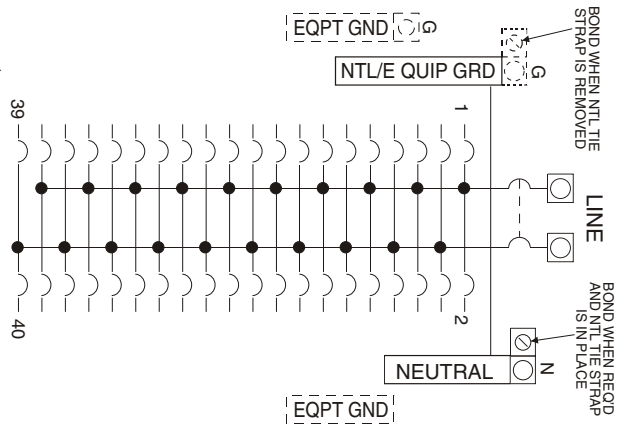 BOND WHEN NTL TIE
STRAP IS REMOVED
EQPT GND
G
NTL/E QUIP GRD
G
39
1
LINE
40
2
BOND WHEN REQ'D
AND NTL TIE STRAP
IS IN PLACE
NEUTRAL
N
EQPT GND